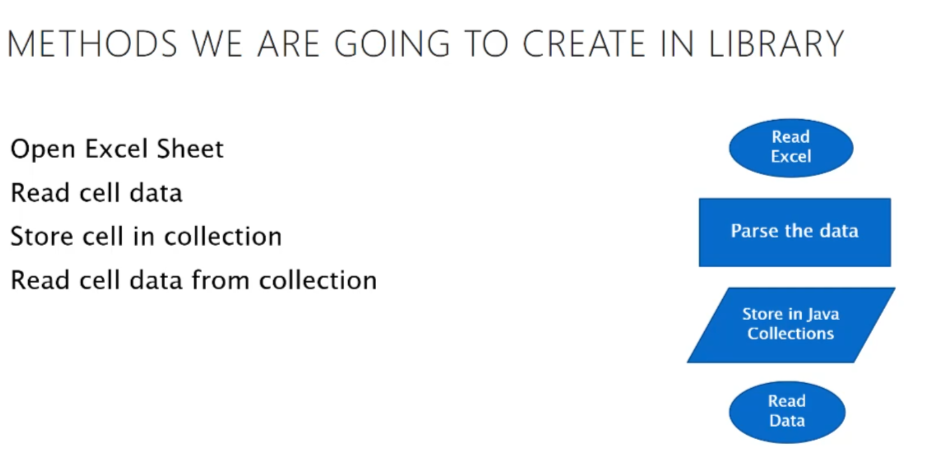 METHODS WE ARE GOING TO CREATE IN LIBRARY
Open Excel Sheet
Read cell data
Store cell in collection
Read cell data from collection
Read
Excel
Parse the data
Store in Java
Collections
Read
Data